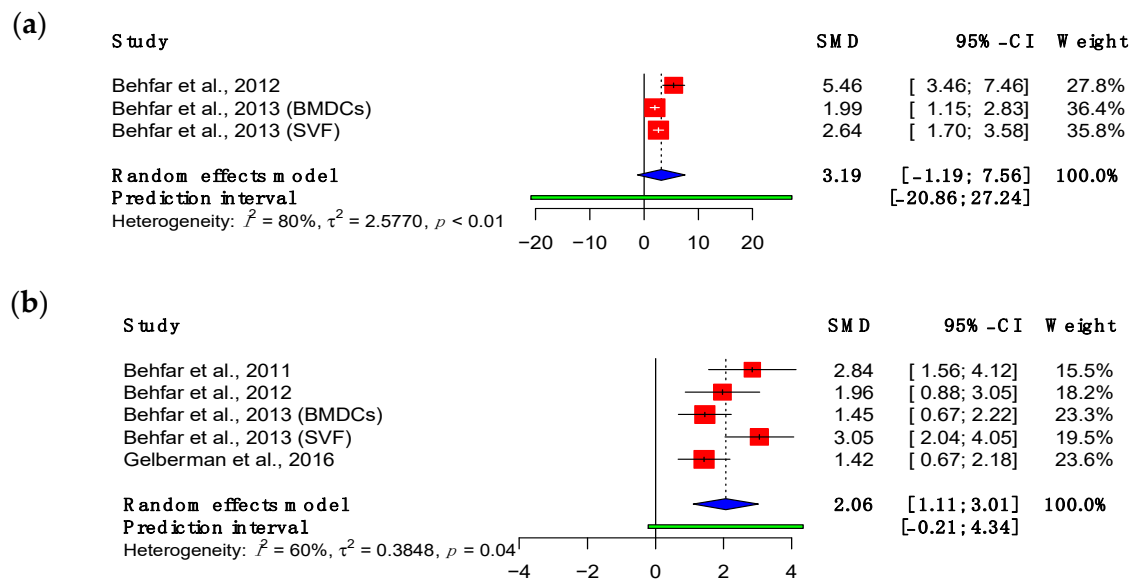 (a)
Study SMD 95%-CI Weight
Behfar et al., 2012 5.46 [ 3.46; 7.46] 27.8%
Behfar et al., 2013 (BMDCs) 1.99 [ 1.15; 2.83] 36.4%
Behfar et al., 2013 (SVF) 2.64 [ 1.70; 3.58] 35.8%
Random effects model 3.19 [-1.19; 7.56] 100.0%
Prediction interval [-20.86; 27.24]
Heterogeneity: I² = 80%, τ² = 2.5770, p < 0.01
−20 −10 0 10 20
(b)
Study SMD 95%-CI Weight
Behfar et al., 2011 2.84 [ 1.56; 4.12] 15.5%
Behfar et al., 2012 1.96 [ 0.88; 3.05] 18.2%
Behfar et al., 2013 (BMDCs) 1.45 [ 0.67; 2.22] 23.3%
Behfar et al., 2013 (SVF) 3.05 [ 2.04; 4.05] 19.5%
Gelberman et al., 2016 1.42 [ 0.67; 2.18] 23.6%
Random effects model 2.06 [1.11; 3.01] 100.0%
Prediction interval [-0.21; 4.34]
Heterogeneity: I² = 60%, τ² = 0.3848, p = 0.04
−4 −2 0 2 4